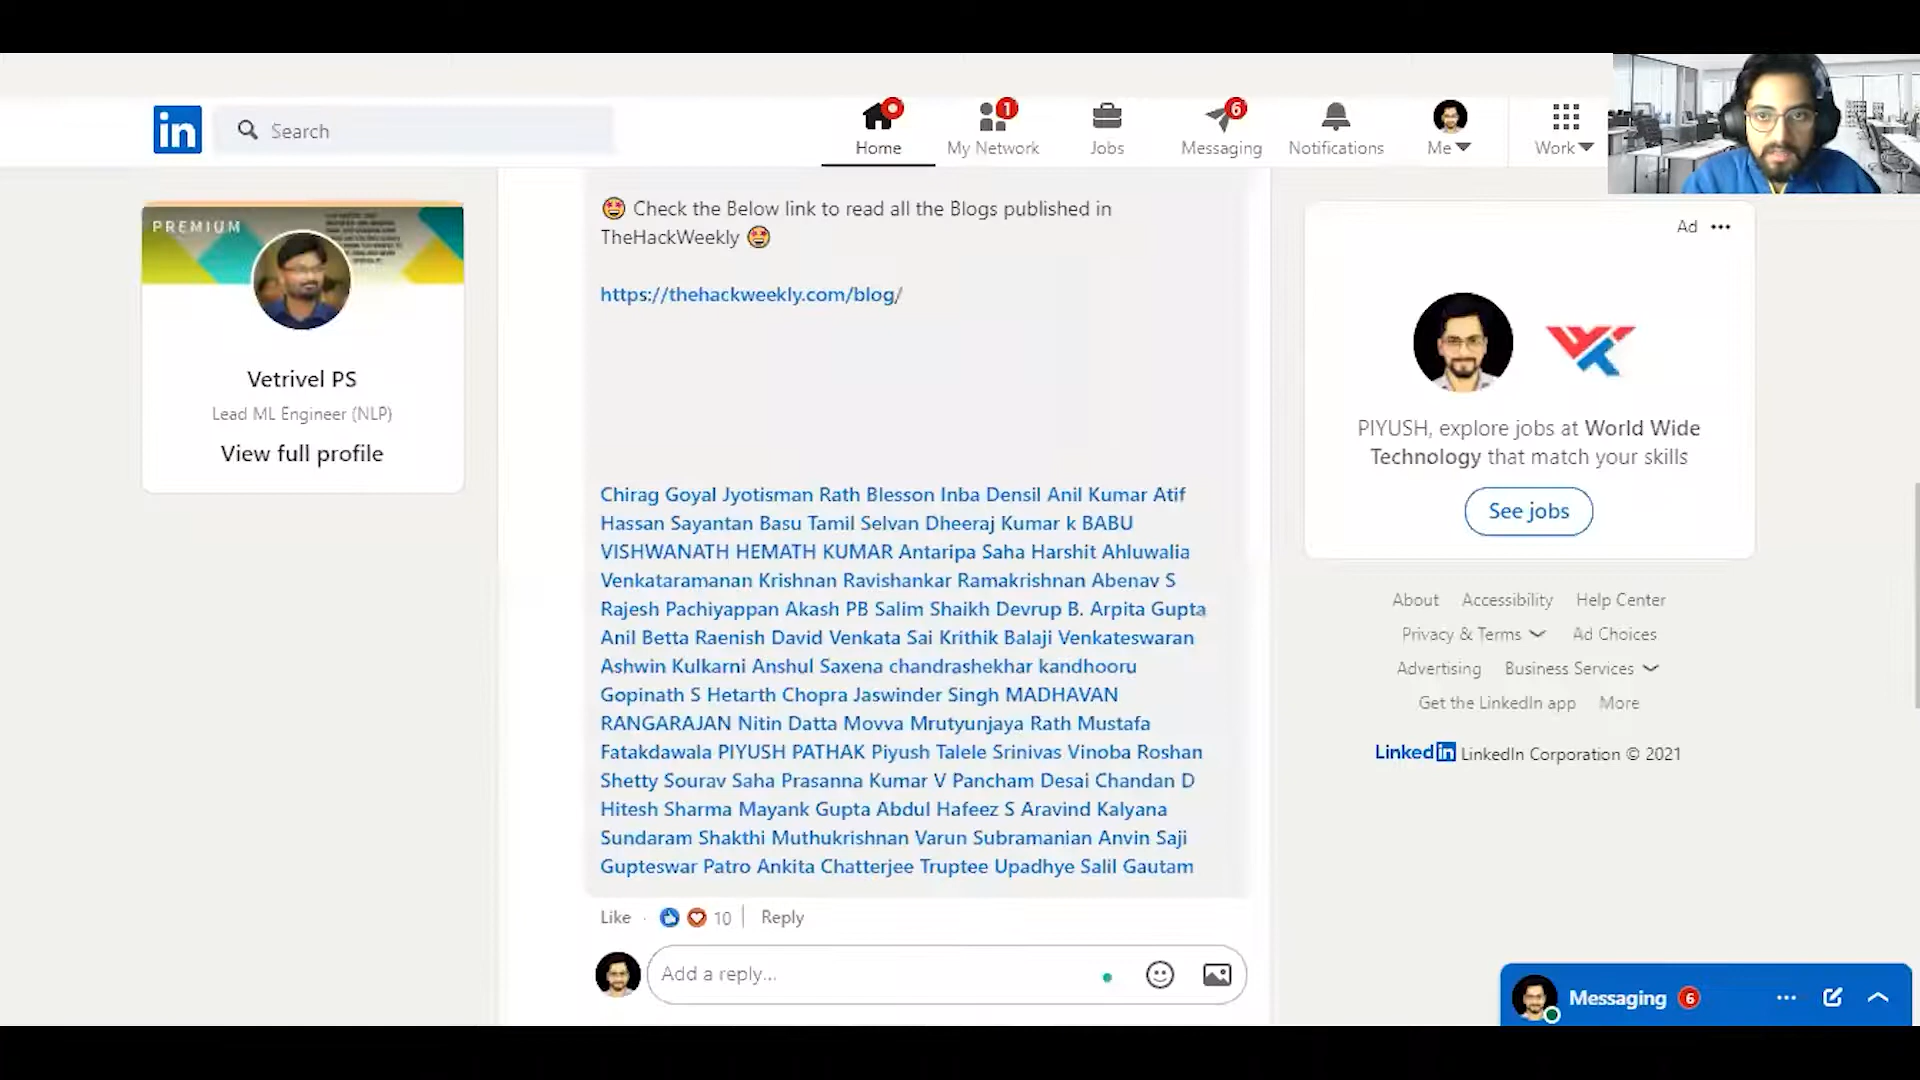 in
Search
Home
1
My Network
Jobs
6
Messaging
Notifications
Me
Work
PREMIUM
Vetrivel PS
Lead ML Engineer (NLP)
View full profile
Check the Below link to read all the Blogs published in
TheHackWeekly
https://thehackweekly.com/blog/
Chirag Goyal Jyotisman Rath Blesson Inba Densil Anil Kumar Atif
Hassan Sayantan Basu Tamil Selvan Dheeraj Kumar k BABU
VISHWANATH HEMATH KUMAR Antaripa Saha Harshit Ahluwalia
Venkataramanan Krishnan Ravishankar Ramakrishnan Abenav S
Rajesh Pachiyappan Akash PB Salim Shaikh Devrup B. Arpita Gupta
Anil Betta Raenish David Venkata Sai Krithik Balaji Venkateswaran
Ashwin Kulkarni Anshul Saxena chandrashekhar kandhooru
Gopinath S Hetarth Chopra Jaswinder Singh MADHAVAN
RANGARAJAN Nitin Datta Movva Mrutyunjaya Rath Mustafa
Fatakdawala PIYUSH PATHAK Piyush Talele Srinivas Vinoba Roshan
Shetty Sourav Saha Prasanna Kumar V Pancham Desai Chandan D
Hitesh Sharma Mayank Gupta Abdul Hafeez S Aravind Kalyana
Sundaram Shakthi Muthukrishnan Varun Subramanian Anvin Saji
Gupteswar Patro Ankita Chatterjee Truptee Upadhye Salil Gautam
Like · 10 | Reply
Add a reply...
Ad
PIYUSH, explore jobs at World Wide
Technology that match your skills
See jobs
About Accessibility Help Center
Privacy & Terms Ad Choices
Advertising Business Services
Get the LinkedIn app More
Linked in LinkedIn Corporation © 2021
Messaging 6